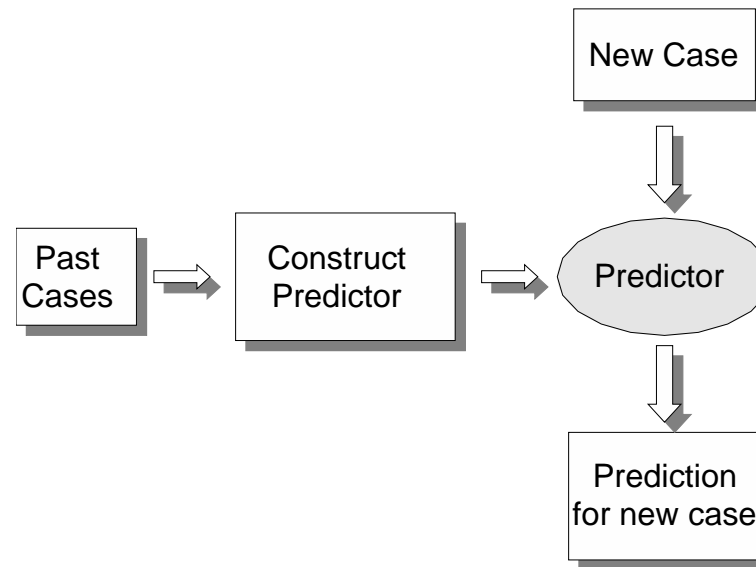 New Case
Past
Cases
Construct
Predictor
Predictor
Prediction
for new case